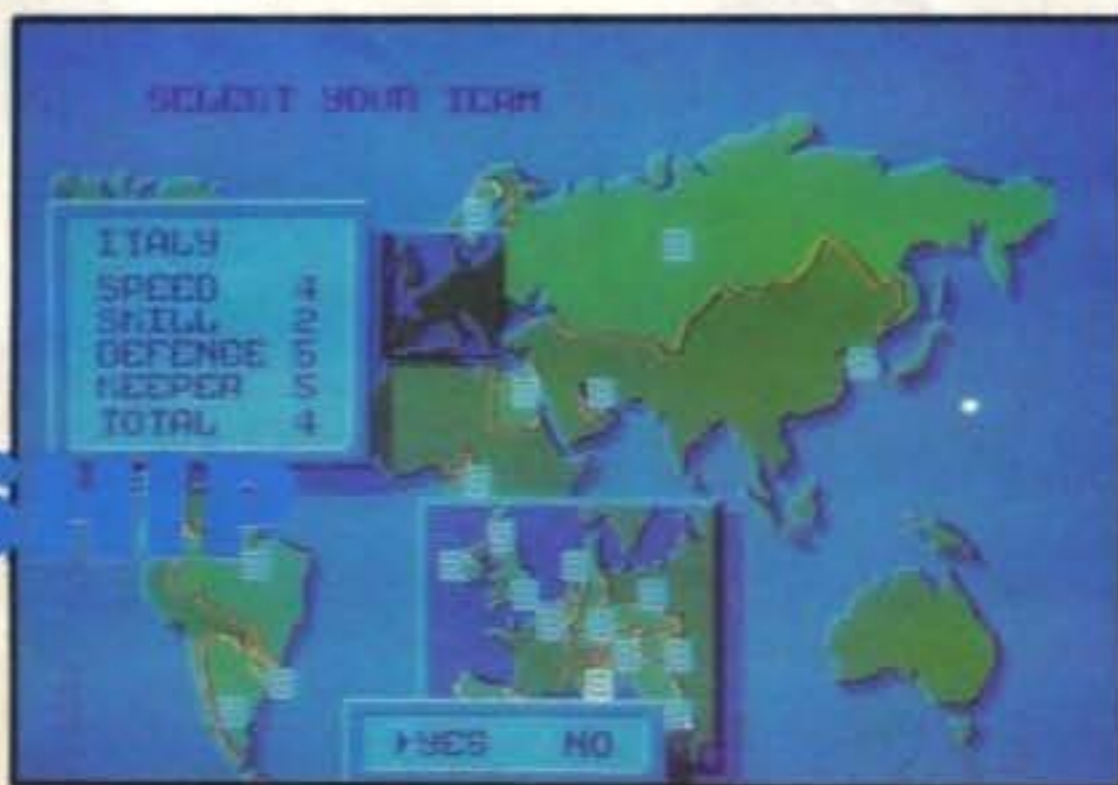 SELECT YOUR TEAM
ITALY
SPEED 4
SKILL 2
DEFENCE 5
KEEPER 5
TOTAL 4
▶YES NO